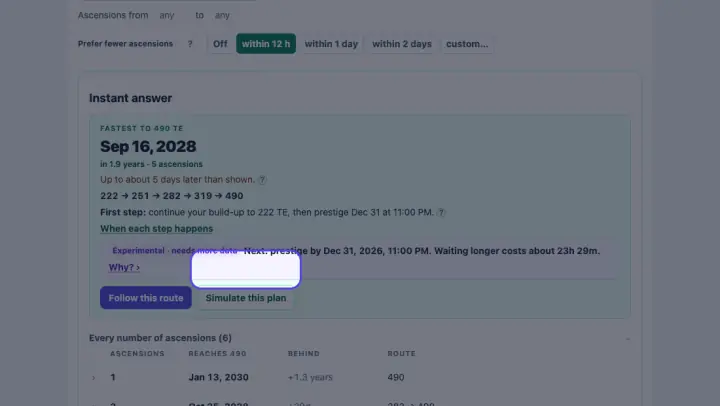 Ascensions from any to any
Prefer fewer ascensions ? Off within 12 h within 1 day within 2 days custom...
Instant answer
FASTEST TO 490 TE
Sep 16, 2028
in 1.9 years · 5 ascensions
Up to about 5 days later than shown. ?
222 → 251 → 282 → 319 → 490
First step: continue your build-up to 222 TE, then prestige Dec 31 at 11:00 PM. ?
When each step happens
Experimental · needs more data Next: prestige by Dec 31, 2026, 11:00 PM. Waiting longer costs about 23h 29m.
Why? ›
Follow this route Simulate this plan
Every number of ascensions (6)
ASCENSIONS REACHES 490 BEHIND ROUTE
› 1 Jan 13, 2030 +1.3 years 490